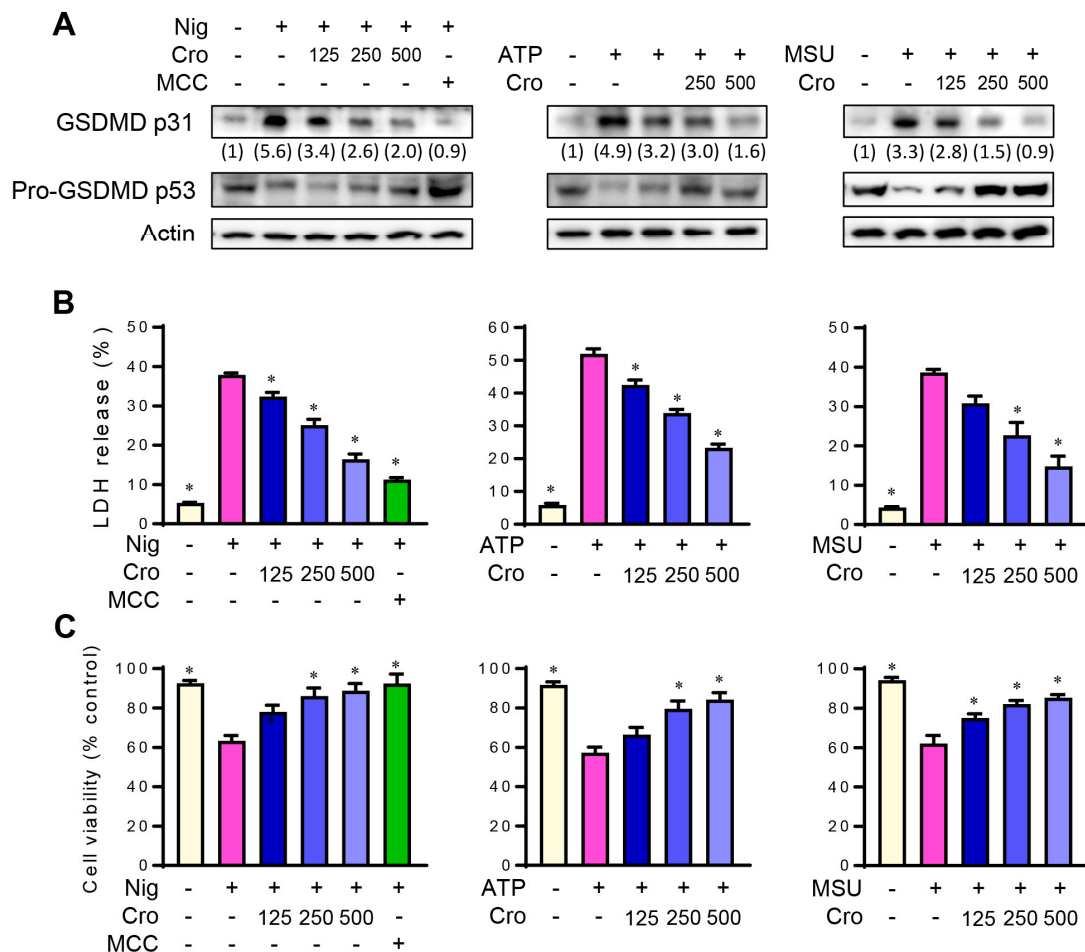 A
Nig - + + + + +
Cro - - 125 250 500 -
MCC - - - - - +
ATP - + + + +
Cro - - 250 500
MSU - + + + +
Cro - - 125 250 500
GSDMD p31
(1) (5.6) (3.4) (2.6) (2.0) (0.9)
(1) (4.9) (3.2) (3.0) (1.6)
(1) (3.3) (2.8) (1.5) (0.9)
Pro-GSDMD p53
Actin
B
LDH release (%)
50
40
30
20
10
0
* * * * *
Nig - + + + + +
Cro - - 125 250 500 -
MCC - - - - - +
60
50
40
30
20
10
0
* * * *
ATP - + + + +
Cro - - 125 250 500
50
40
30
20
10
0
* * *
MSU - + + + +
Cro - - 125 250 500
C
Cell viability (% control)
100
80
60
40
20
0
* * * * *
Nig - + + + + +
Cro - - 125 250 500 -
MCC - - - - - +
100
80
60
40
20
0
* * *
ATP - + + + +
Cro - - 125 250 500
100
80
60
40
20
0
* * * *
MSU - + + + +
Cro - - 125 250 500